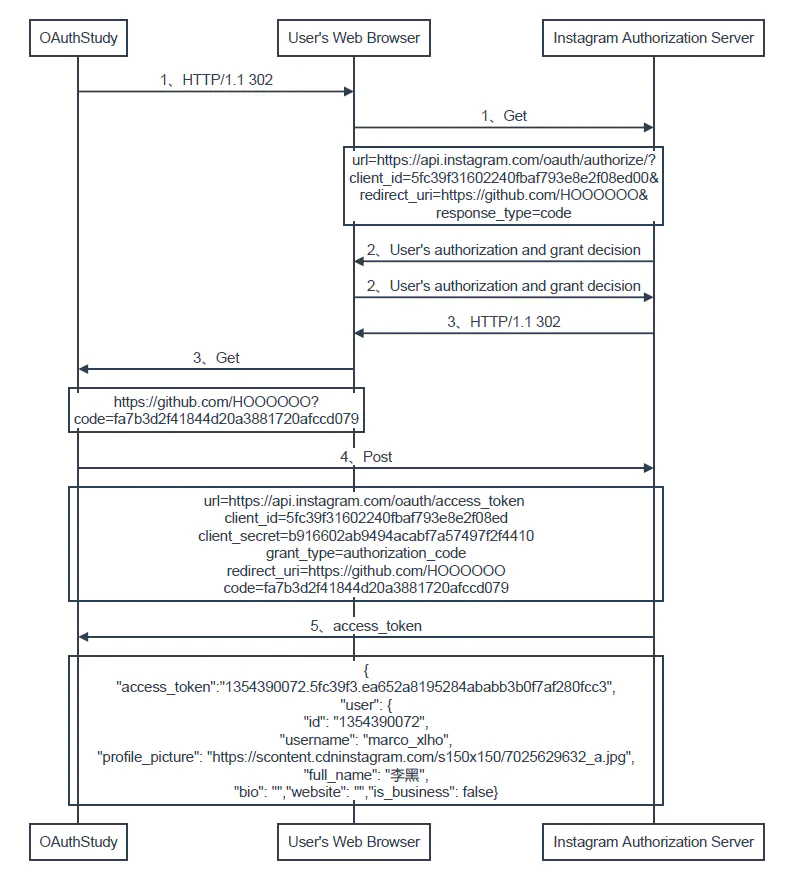 OAuthStudy
User's Web Browser
Instagram Authorization Server
1、HTTP/1.1 302
1、Get
url=https://api.instagram.com/oauth/authorize/?
client_id=5fc39f31602240fbaf793e8e2f08ed00&
redirect_uri=https://github.com/HOOOOOO&
response_type=code
2、User's authorization and grant decision
2、User's authorization and grant decision
3、HTTP/1.1 302
3、Get
https://github.com/HOOOOOO?
code=fa7b3d2f41844d20a3881720afccd079
4、Post
url=https://api.instagram.com/oauth/access_token
client_id=5fc39f31602240fbaf793e8e2f08ed
client_secret=b916602ab9494acabf7a57497f2f4410
grant_type=authorization_code
redirect_uri=https://github.com/HOOOOOO
code=fa7b3d2f41844d20a3881720afccd079
5、access_token
{
"access_token":"1354390072.5fc39f3.ea652a8195284ababb3b0f7af280fcc3",
"user": {
"id": "1354390072",
"username": "marco_xlho",
"profile_picture": "https://scontent.cdninstagram.com/s150x150/7025629632_a.jpg",
"full_name": "李黑",
"bio": "","website": "","is_business": false}
OAuthStudy
User's Web Browser
Instagram Authorization Server